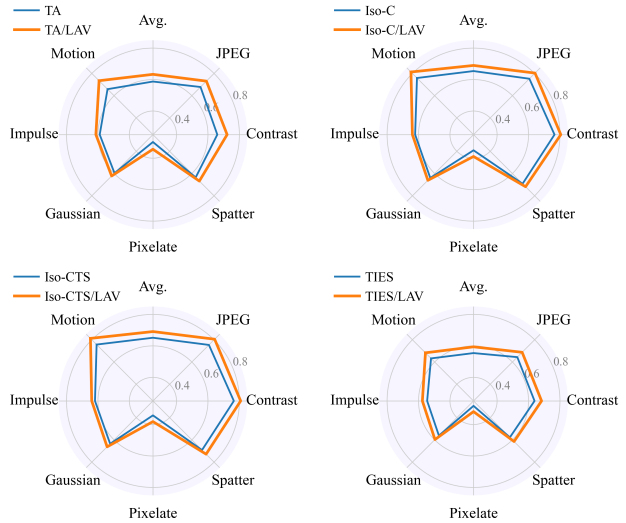 TA
TA/LAV
Avg.
Motion
JPEG
0.8
0.6
0.4
Impulse
Contrast
Gaussian
Spatter
Pixelate
Iso-C
Iso-C/LAV
Avg.
Motion
JPEG
0.8
0.6
0.4
Impulse
Contrast
Gaussian
Spatter
Pixelate
Iso-CTS
Iso-CTS/LAV
Avg.
Motion
JPEG
0.8
0.6
0.4
Impulse
Contrast
Gaussian
Spatter
Pixelate
TIES
TIES/LAV
Avg.
Motion
JPEG
0.8
0.6
0.4
Impulse
Contrast
Gaussian
Spatter
Pixelate